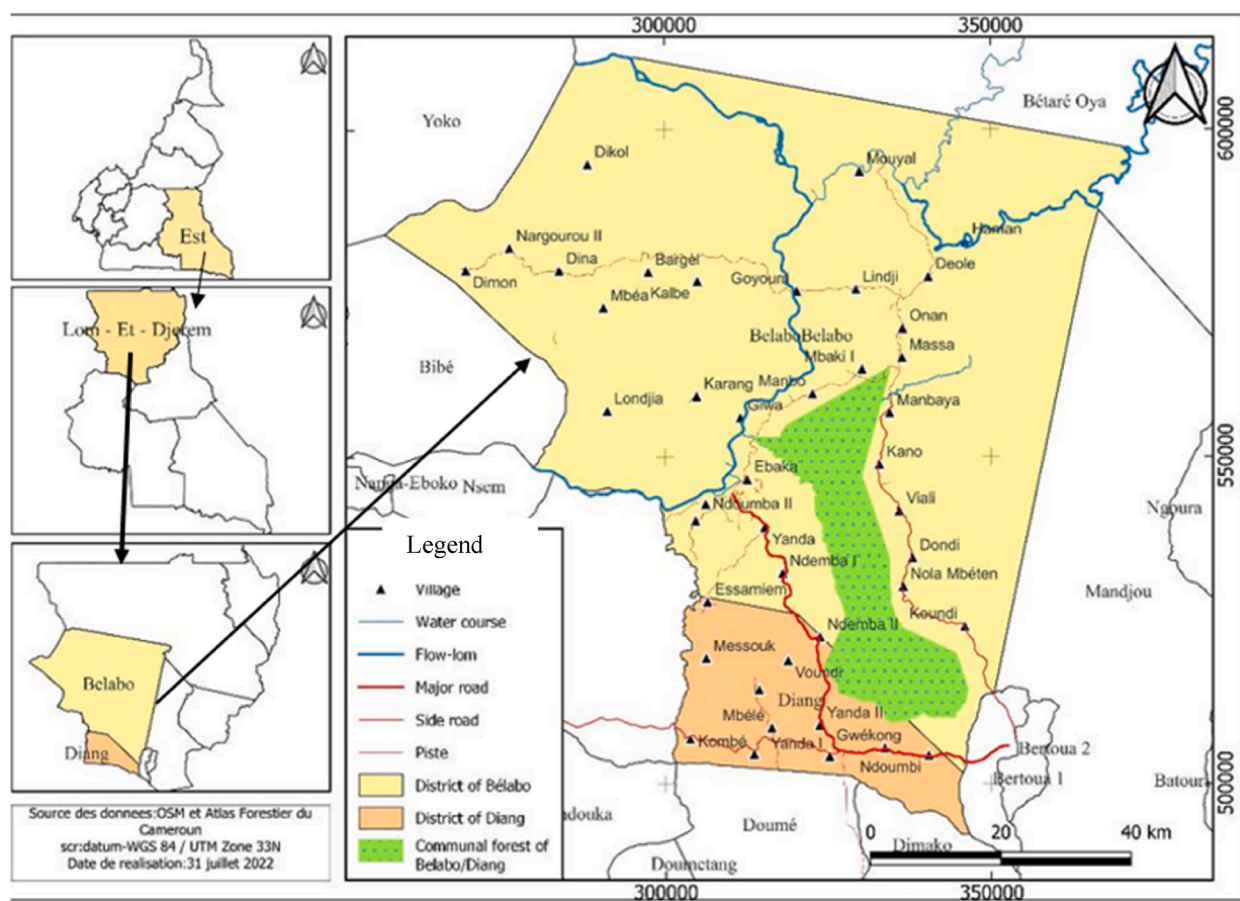 300000
350000
Est
Lom - Et - Djerem
Belabo
Diang
Source des donnees:OSM et Atlas Forestier du
Cameroun
scr:datum-WGS 84 / UTM Zone 33N
Date de realisation:31 juillet 2022
Yoko
Bétaré Oya
600000
Dikol
Mouyal
Haman
Nargourou II
Deole
Dimon
Dina
Bargel
Goyoum
Lindji
Mbéa
Kalbe
Onan
Belabo
Belabo
Massa
Mbaki I
Bibé
Karang
Manbo
Londjia
Giwa
Manbaya
550000
Kano
Ebaka
Nanga-Eboko
Nsem
Ndoumba II
Viali
Ngoura
Yanda
Dondi
Ndemba I
Nola Mbéten
Essamiem
Mandjou
Koundi
Ndemba II
Messouk
Voundi
Diang
Mbélé
Yanda II
Kombé
Yanda I
Gwékong
Ndoumbi
Bertoua 2
Bertoua 1
Batouri
500000
ndouka
Doumé
Dimako
Doumctang
0
20
40 km
Legend
Village
Water course
Flow-lom
Major road
Side road
Piste
District of Bélabo
District of Diang
Communal forest of
Belabo/Diang
300000
350000